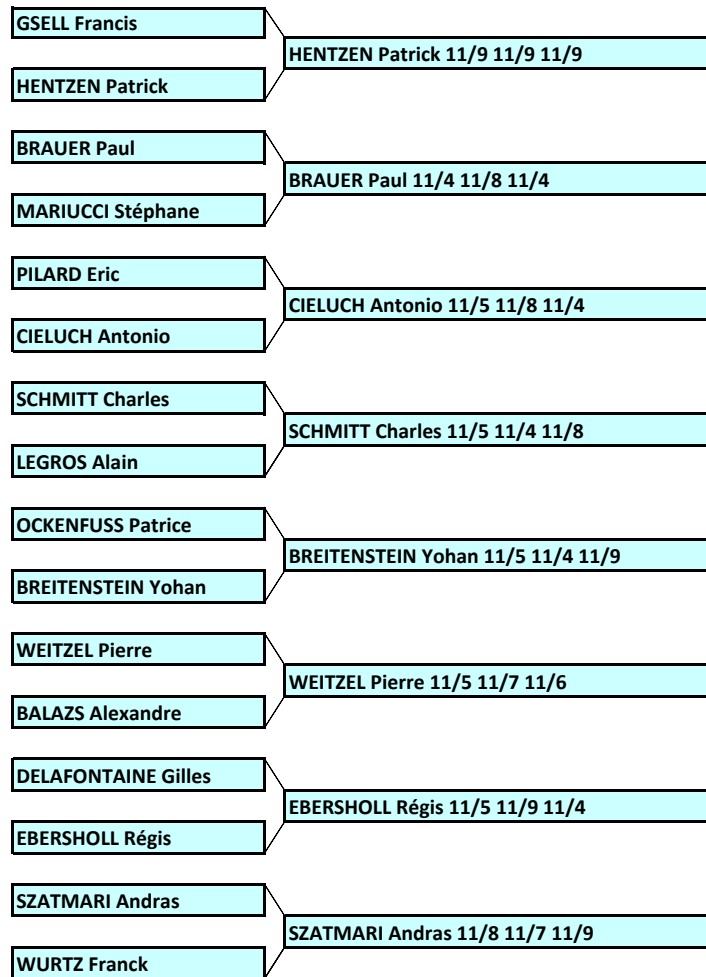 GSELL Francis
HENTZEN Patrick 11/9 11/9 11/9
HENTZEN Patrick
BRAUER Paul
BRAUER Paul 11/4 11/8 11/4
MARIUCCI Stéphane
PILARD Eric
CIELUCH Antonio 11/5 11/8 11/4
CIELUCH Antonio
SCHMITT Charles
SCHMITT Charles 11/5 11/4 11/8
LEGROS Alain
OCKENFUSS Patrice
BREITENSTEIN Yohan 11/5 11/4 11/9
BREITENSTEIN Yohan
WEITZEL Pierre
WEITZEL Pierre 11/5 11/7 11/6
BALAZS Alexandre
DELAFONTAINE Gilles
EBERSHOLL Régis 11/5 11/9 11/4
EBERSHOLL Régis
SZATMARI Andras
SZATMARI Andras 11/8 11/7 11/9
WURTZ Franck